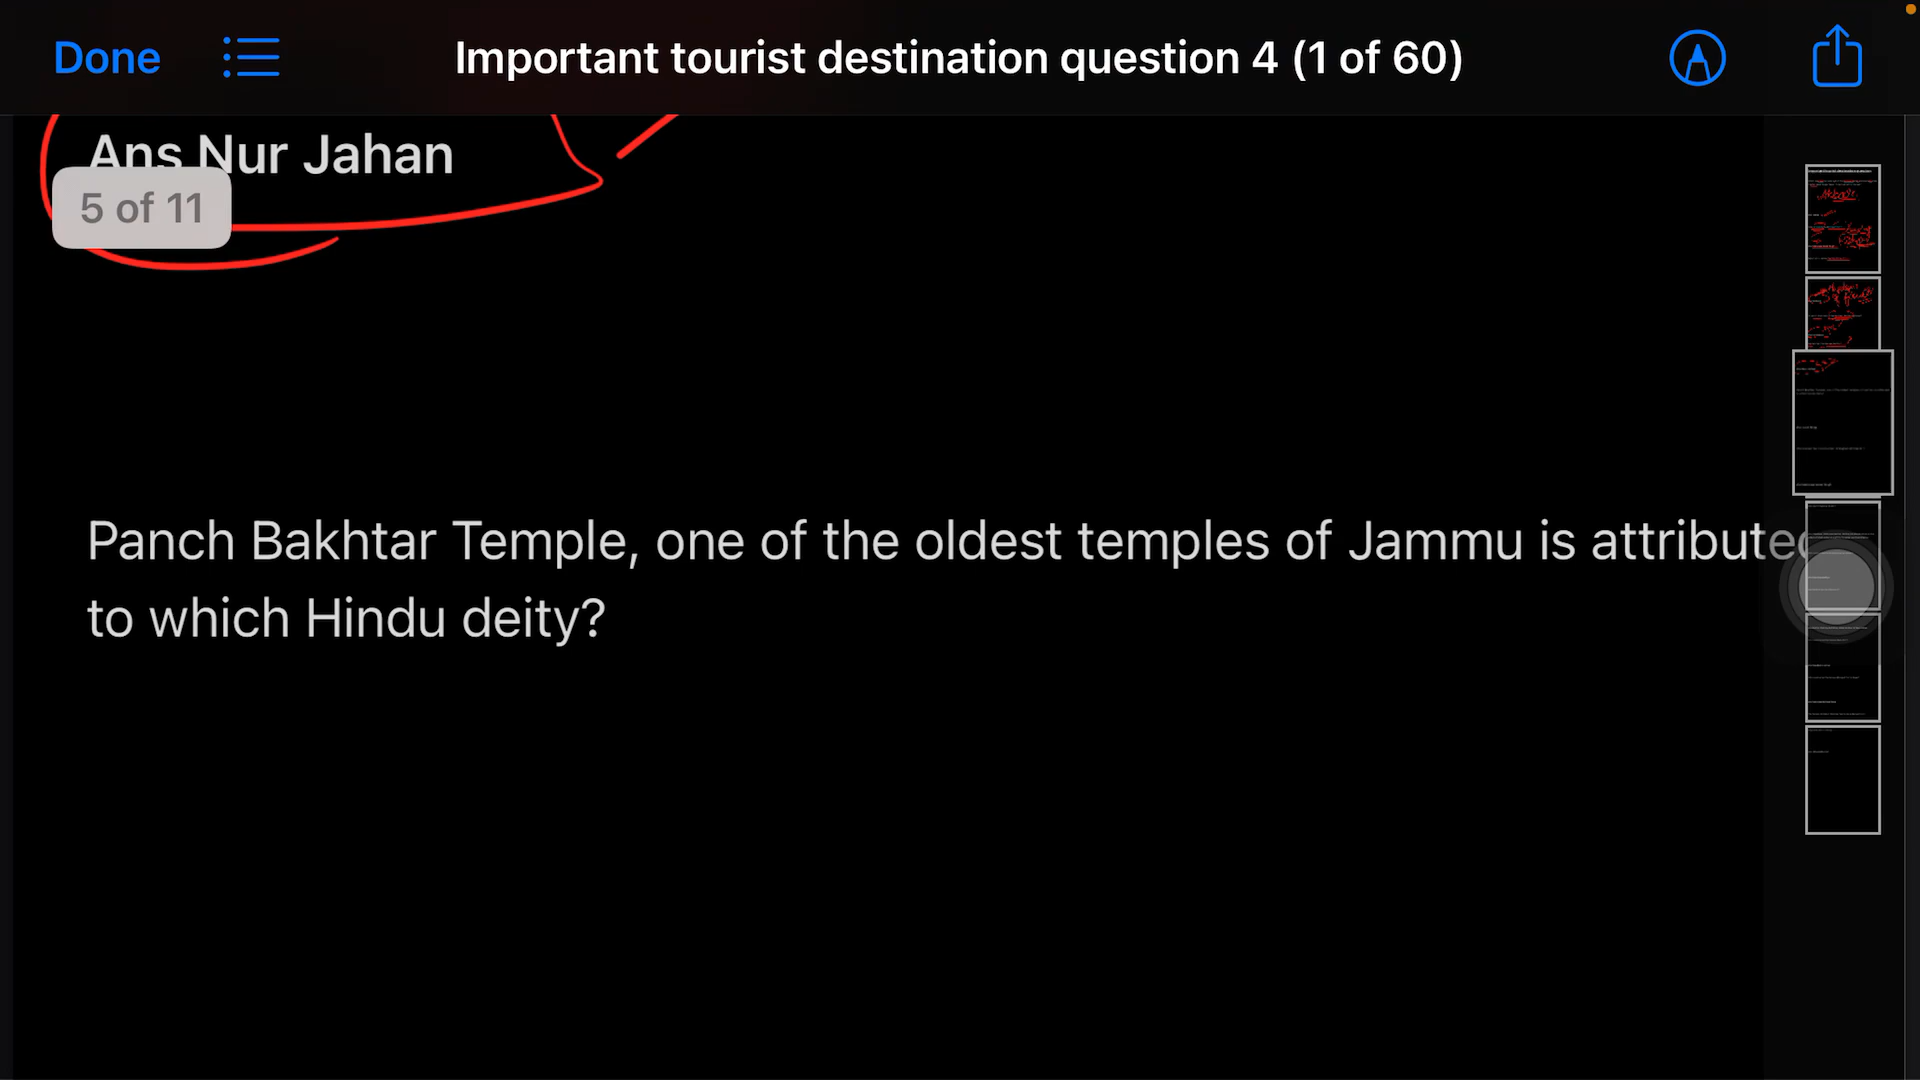 Done
Important tourist destination question 4 (1 of 60)
Ans Nur Jahan
5 of 11
Panch Bakhtar Temple, one of the oldest temples of Jammu is attributed
to which Hindu deity?